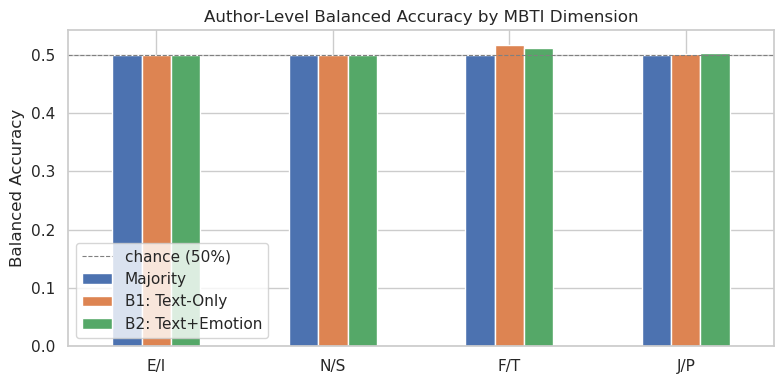 Author-Level Balanced Accuracy by MBTI Dimension
Balanced Accuracy
0.5
0.4
0.3
0.2
0.1
0.0
chance (50%)
Majority
B1: Text-Only
B2: Text+Emotion
E/I
N/S
F/T
J/P